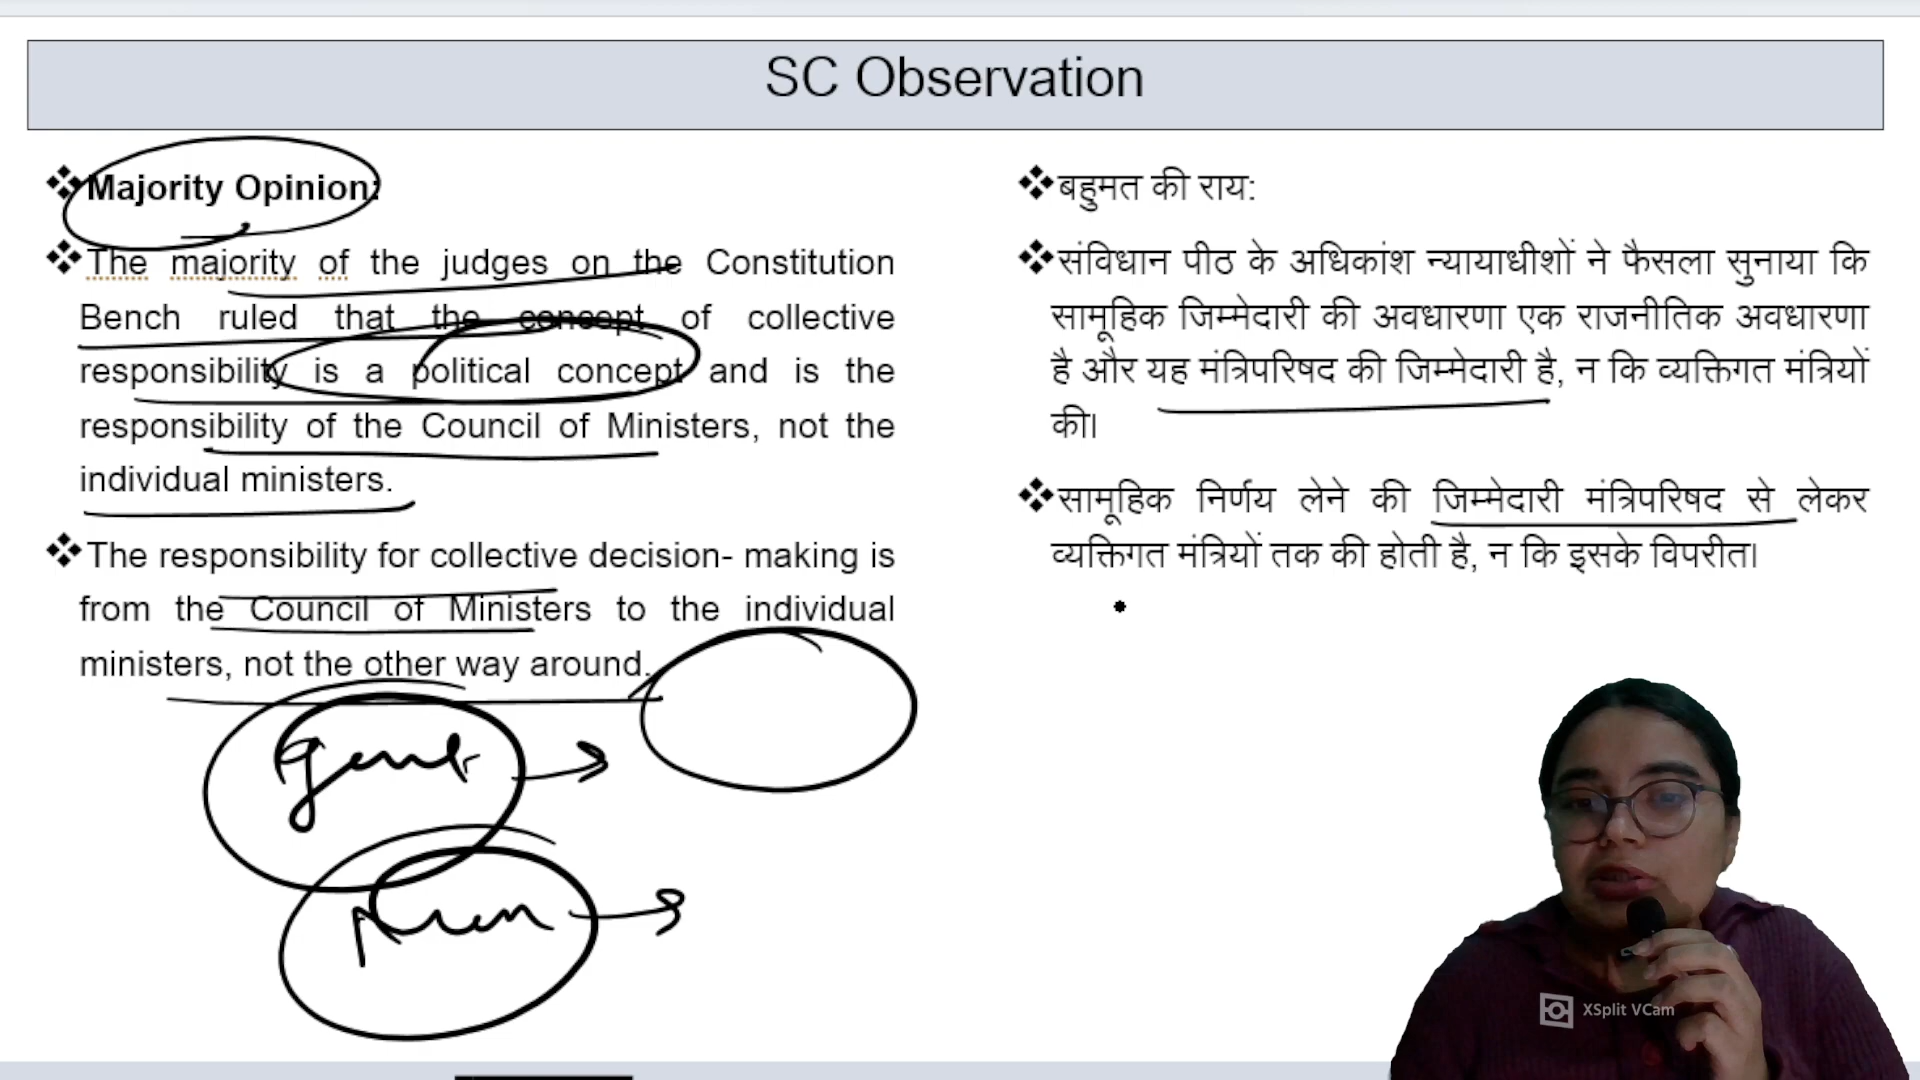 SC Observation
❖Majority Opinion:
❖The majority of the judges on the Constitution
Bench ruled that the concept of collective
responsibility is a political concept and is the
responsibility of the Council of Ministers, not the
individual ministers.
❖The responsibility for collective decision- making is
from the Council of Ministers to the individual
ministers, not the other way around.
❖बहुमत की राय:
❖संविधान पीठ के अधिकांश न्यायाधीशों ने फैसला सुनाया कि
सामूहिक जिम्मेदारी की अवधारणा एक राजनीतिक अवधारणा
है और यह मंत्रिपरिषद की जिम्मेदारी है, न कि व्यक्तिगत मंत्रियों
की।
❖सामूहिक निर्णय लेने की जिम्मेदारी मंत्रिपरिषद से लेकर
व्यक्तिगत मंत्रियों तक की होती है, न कि इसके विपरीत।
XSplit VCam